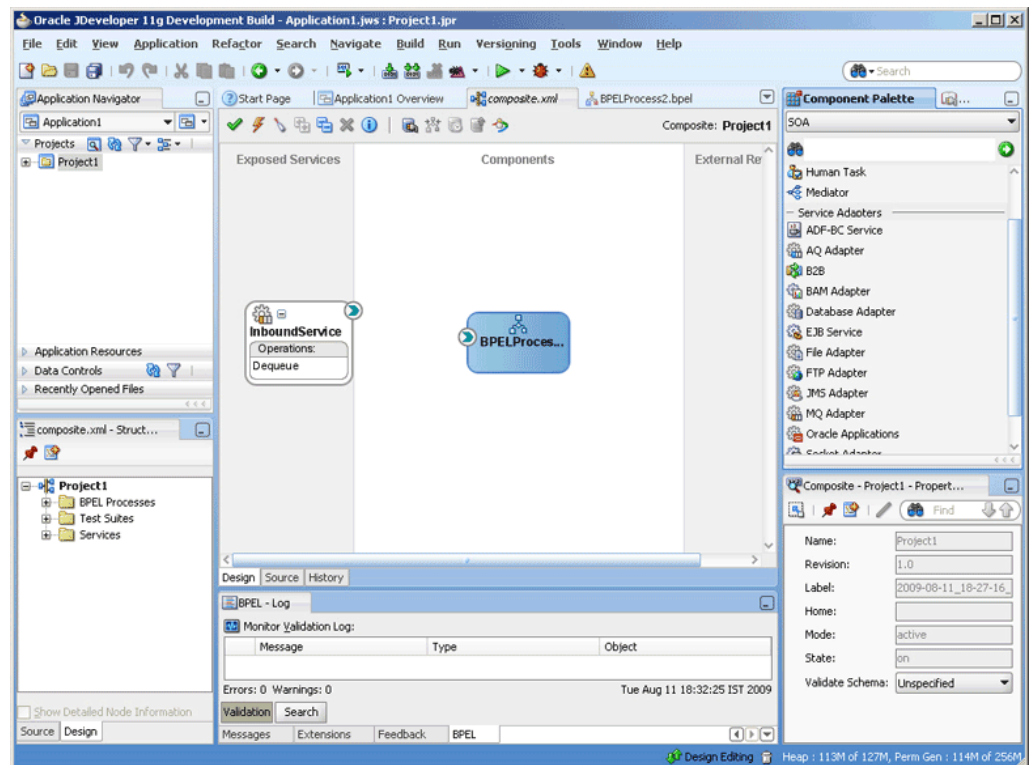 Oracle JDeveloper 11g Development Build - Application1.jws : Project1.jpr
File Edit View Application Refactor Search Navigate Build Run Versioning Tools Window Help
Search
Application Navigator
Application1
Projects
Project1
Application Resources
Data Controls
Recently Opened Files
composite.xml - Struct...
Project1
BPEL Processes
Test Suites
Services
Show Detailed Node Information
Source Design
Start Page Application1 Overview composite.xml BPELProcess2.bpel
Composite: Project1
Exposed Services Components External Re
InboundService
Operations:
Dequeue
BPELProces...
Design Source History
BPEL - Log
Monitor Validation Log:
Message Type Object
Errors: 0 Warnings: 0 Tue Aug 11 18:32:25 IST 2009
Validation Search
Messages Extensions Feedback BPEL
Component Palette
SOA
Human Task
Mediator
Service Adapters
ADF-BC Service
AQ Adapter
B2B
BAM Adapter
Database Adapter
EJB Service
File Adapter
FTP Adapter
JMS Adapter
MQ Adapter
Oracle Applications
Socket Adapter
Composite - Project1 - Propert...
Find
Name: Project1
Revision: 1.0
Label: 2009-08-11_18-27-16_
Home:
Mode: active
State: on
Validate Schema: Unspecified
Design Editing Heap : 113M of 127M, Perm Gen : 114M of 256M